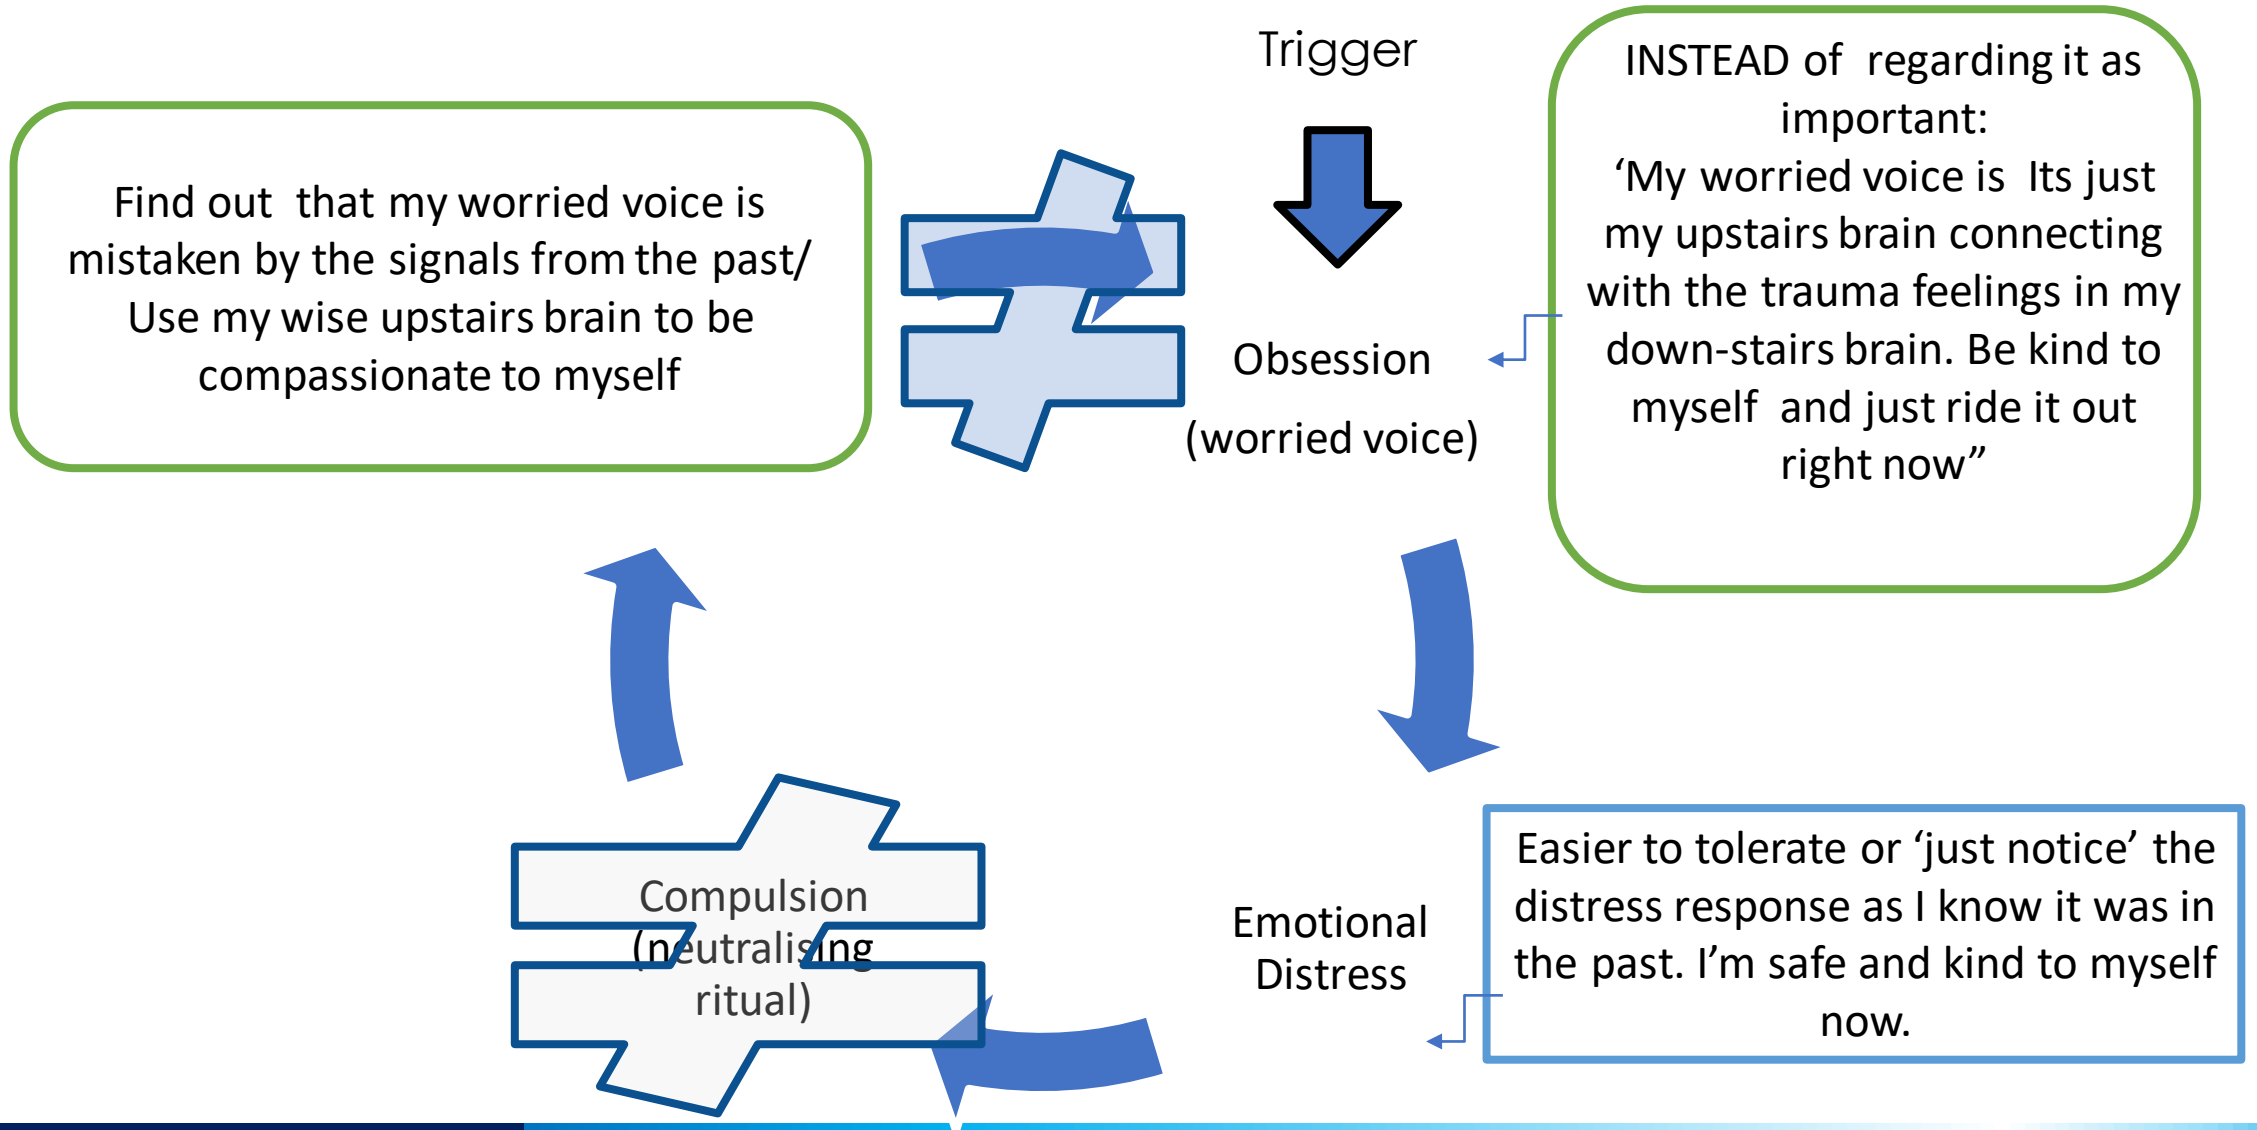 Trigger
INSTEAD of regarding it as
important:
‘My worried voice is Its just
my upstairs brain connecting
with the trauma feelings in my
down-stairs brain. Be kind to
myself and just ride it out
right now”
Find out that my worried voice is
mistaken by the signals from the past/
Use my wise upstairs brain to be
compassionate to myself
Obsession
(worried voice)
Easier to tolerate or ‘just notice’ the
distress response as I know it was in
the past. I’m safe and kind to myself
now.
Emotional
Distress
Compulsion
(neutralising
ritual)